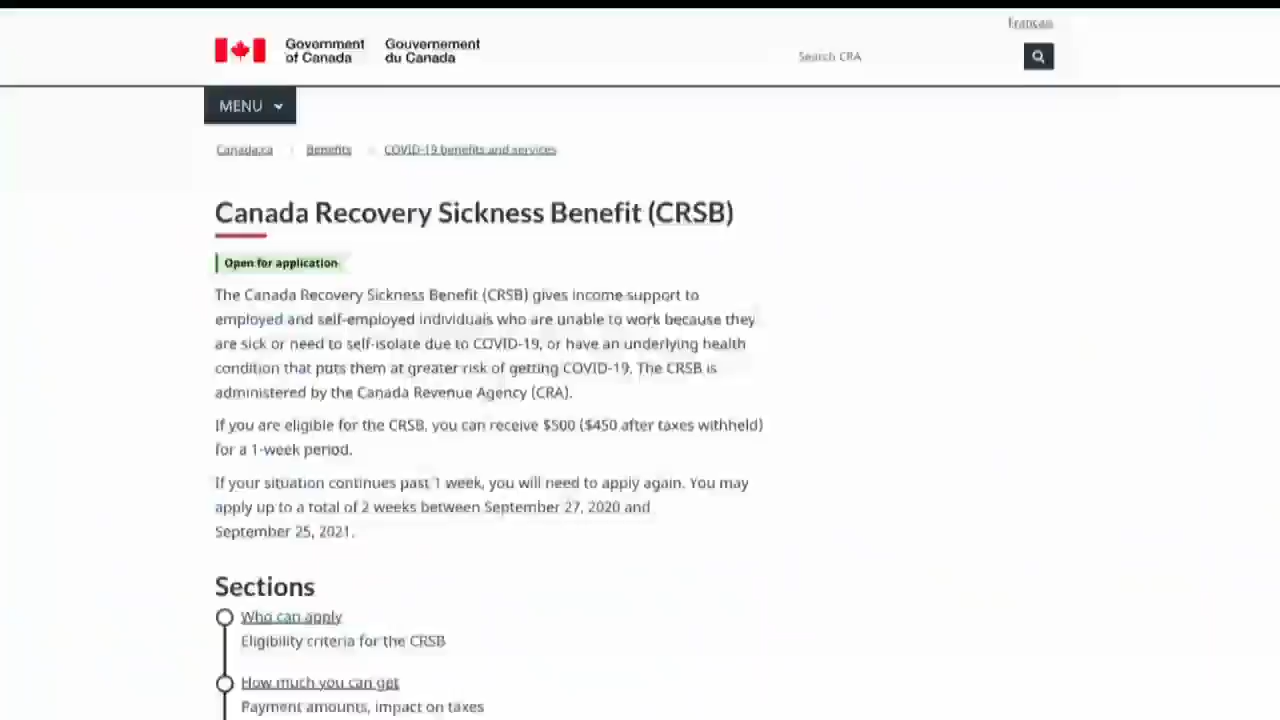 Français
Government of Canada
Gouvernement du Canada
Search CRA
MENU
Canada.ca
Benefits
COVID-19 benefits and services
Canada Recovery Sickness Benefit (CRSB)
Open for application
The Canada Recovery Sickness Benefit (CRSB) gives income support to
employed and self-employed individuals who are unable to work because they
are sick or need to self-isolate due to COVID-19, or have an underlying health
condition that puts them at greater risk of getting COVID-19. The CRSB is
administered by the Canada Revenue Agency (CRA).
If you are eligible for the CRSB, you can receive $500 ($450 after taxes withheld)
for a 1-week period.
If your situation continues past 1 week, you will need to apply again. You may
apply up to a total of 2 weeks between September 27, 2020 and
September 25, 2021.
Sections
Who can apply
Eligibility criteria for the CRSB
How much you can get
Payment amounts, impact on taxes